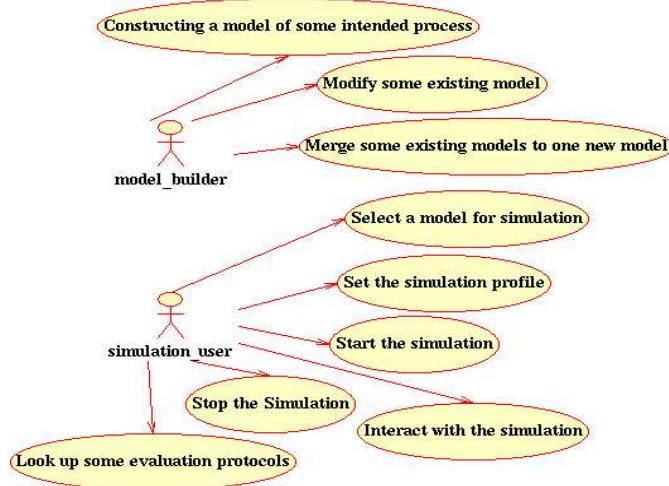 Constructing a model of some intended process
Modify some existing model
Merge some existing models to one new model
model_builder
Select a model for simulation
Set the simulation profile
Start the simulation
simulation_user
Stop the Simulation
Interact with the simulation
Look up some evaluation protocols